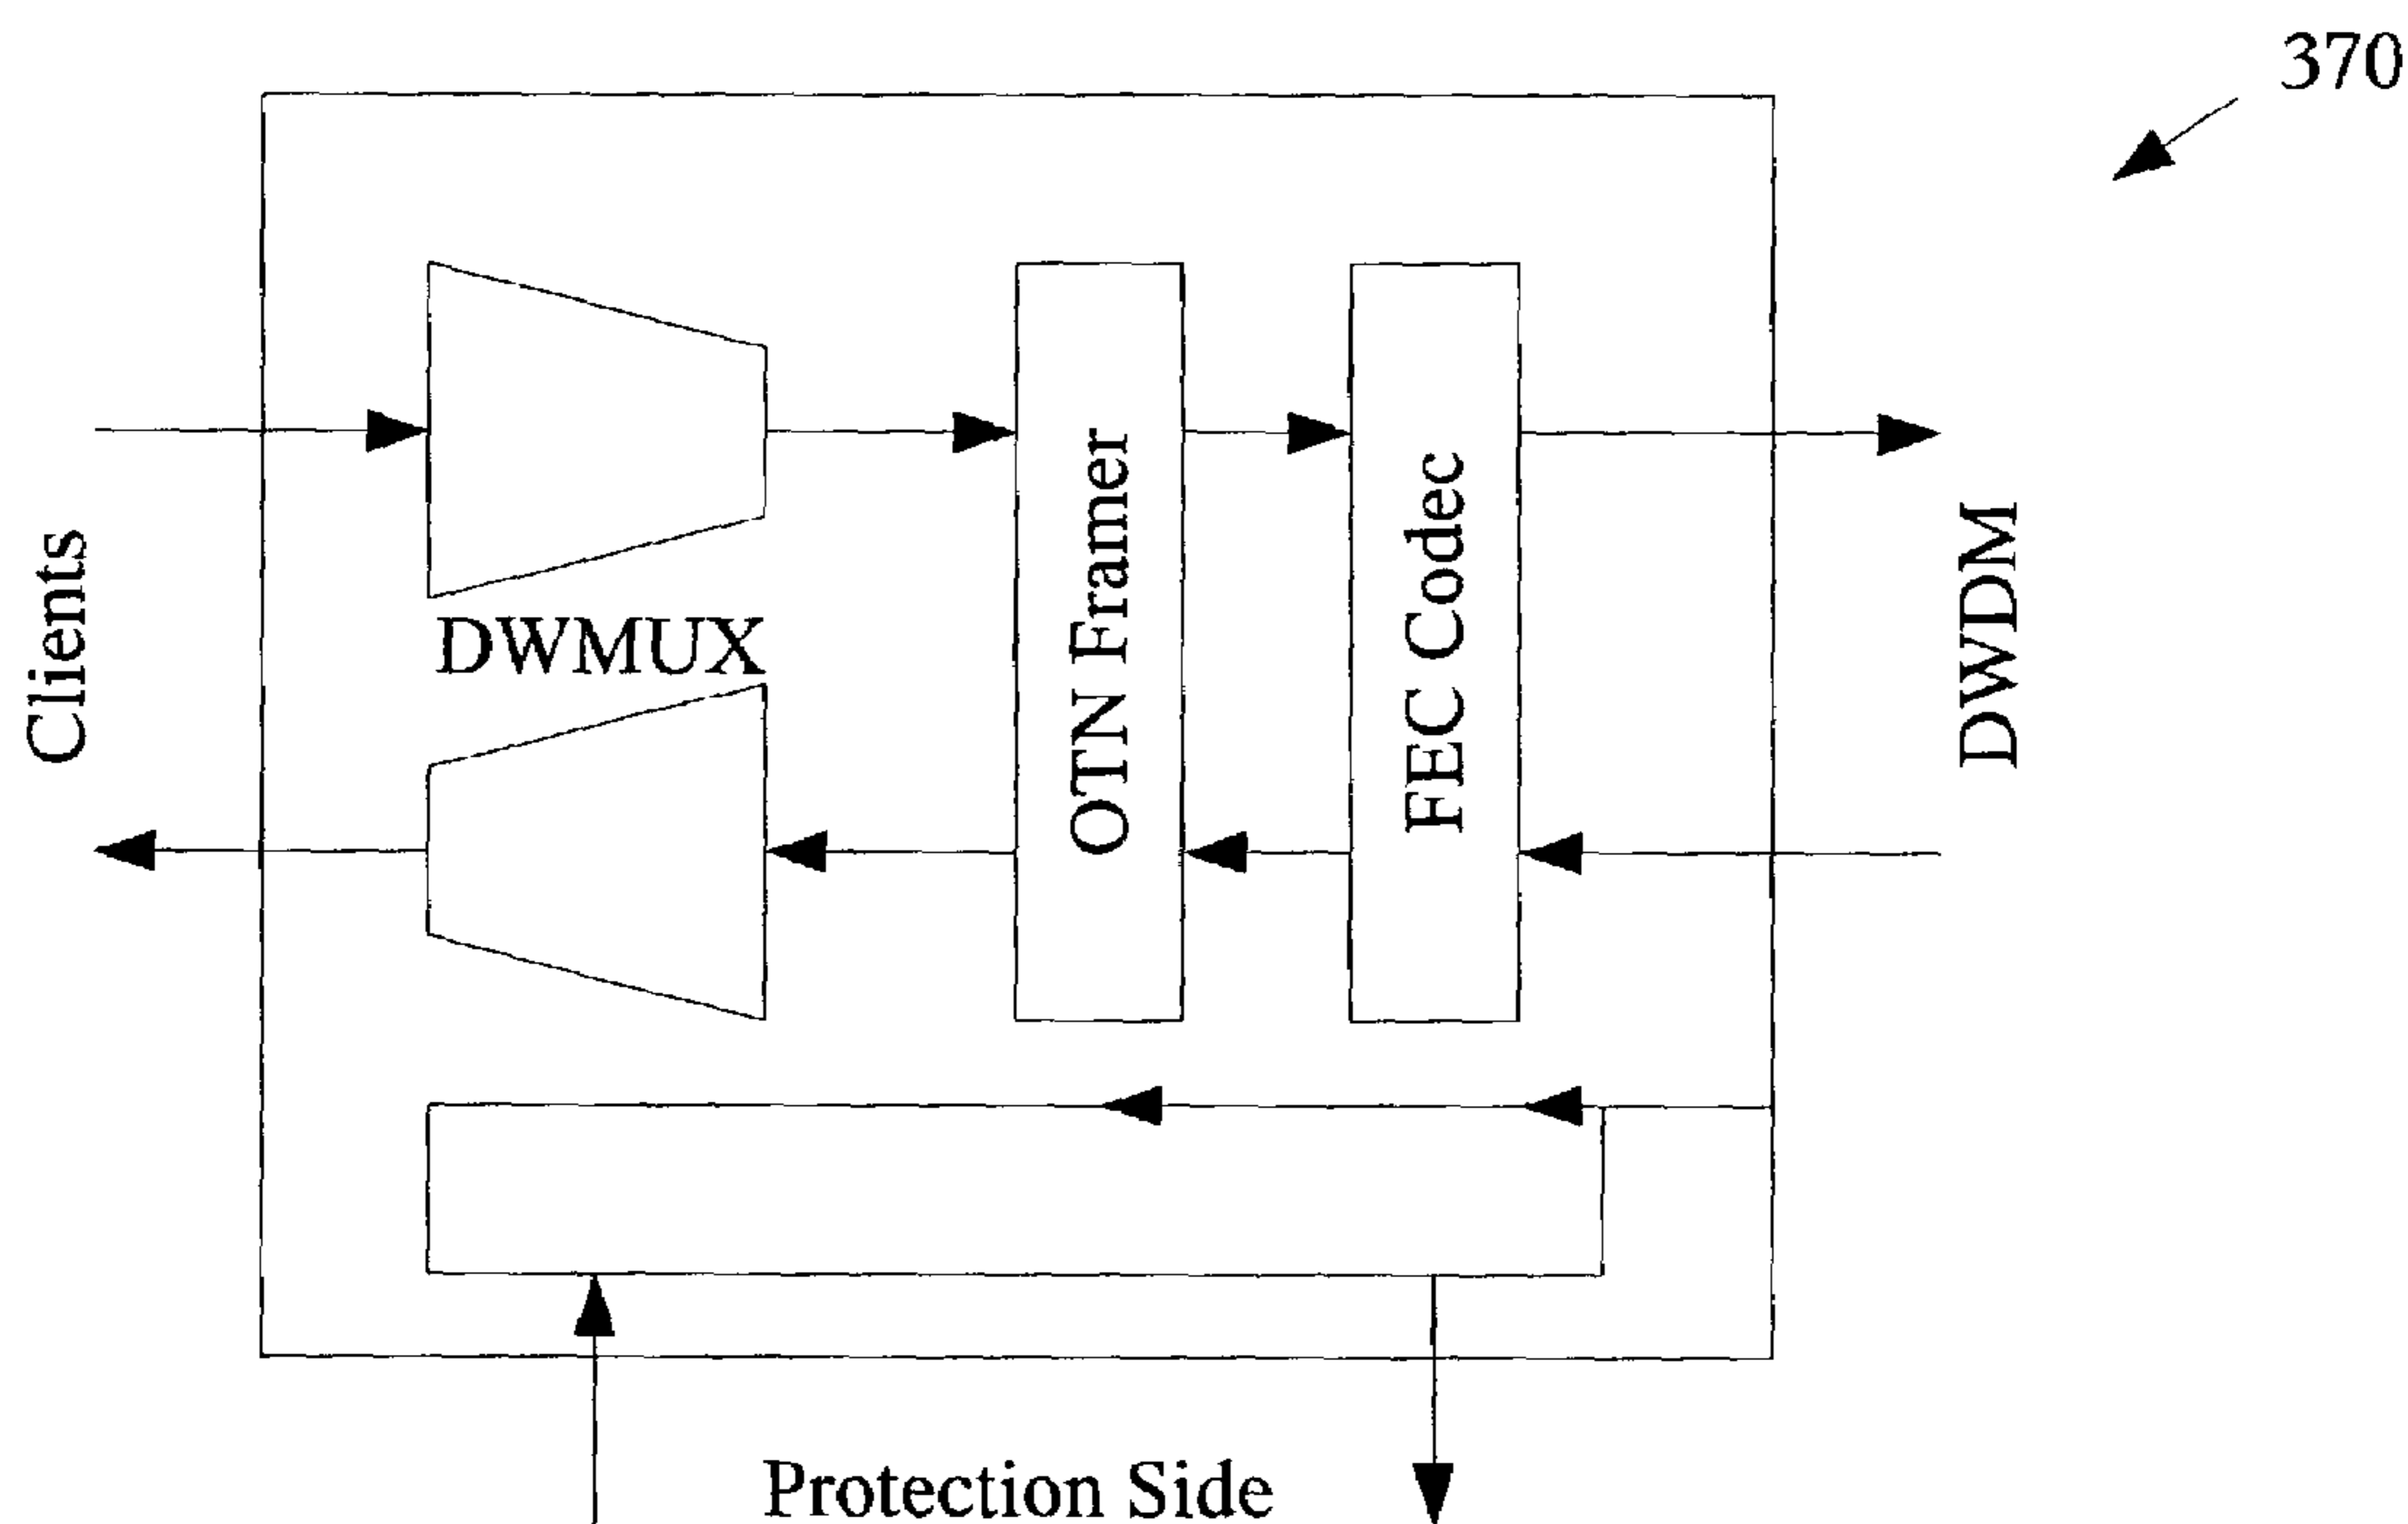 370
Clients
DWMUX
OTN Framer
FEC Codec
DWDM
Protection Side